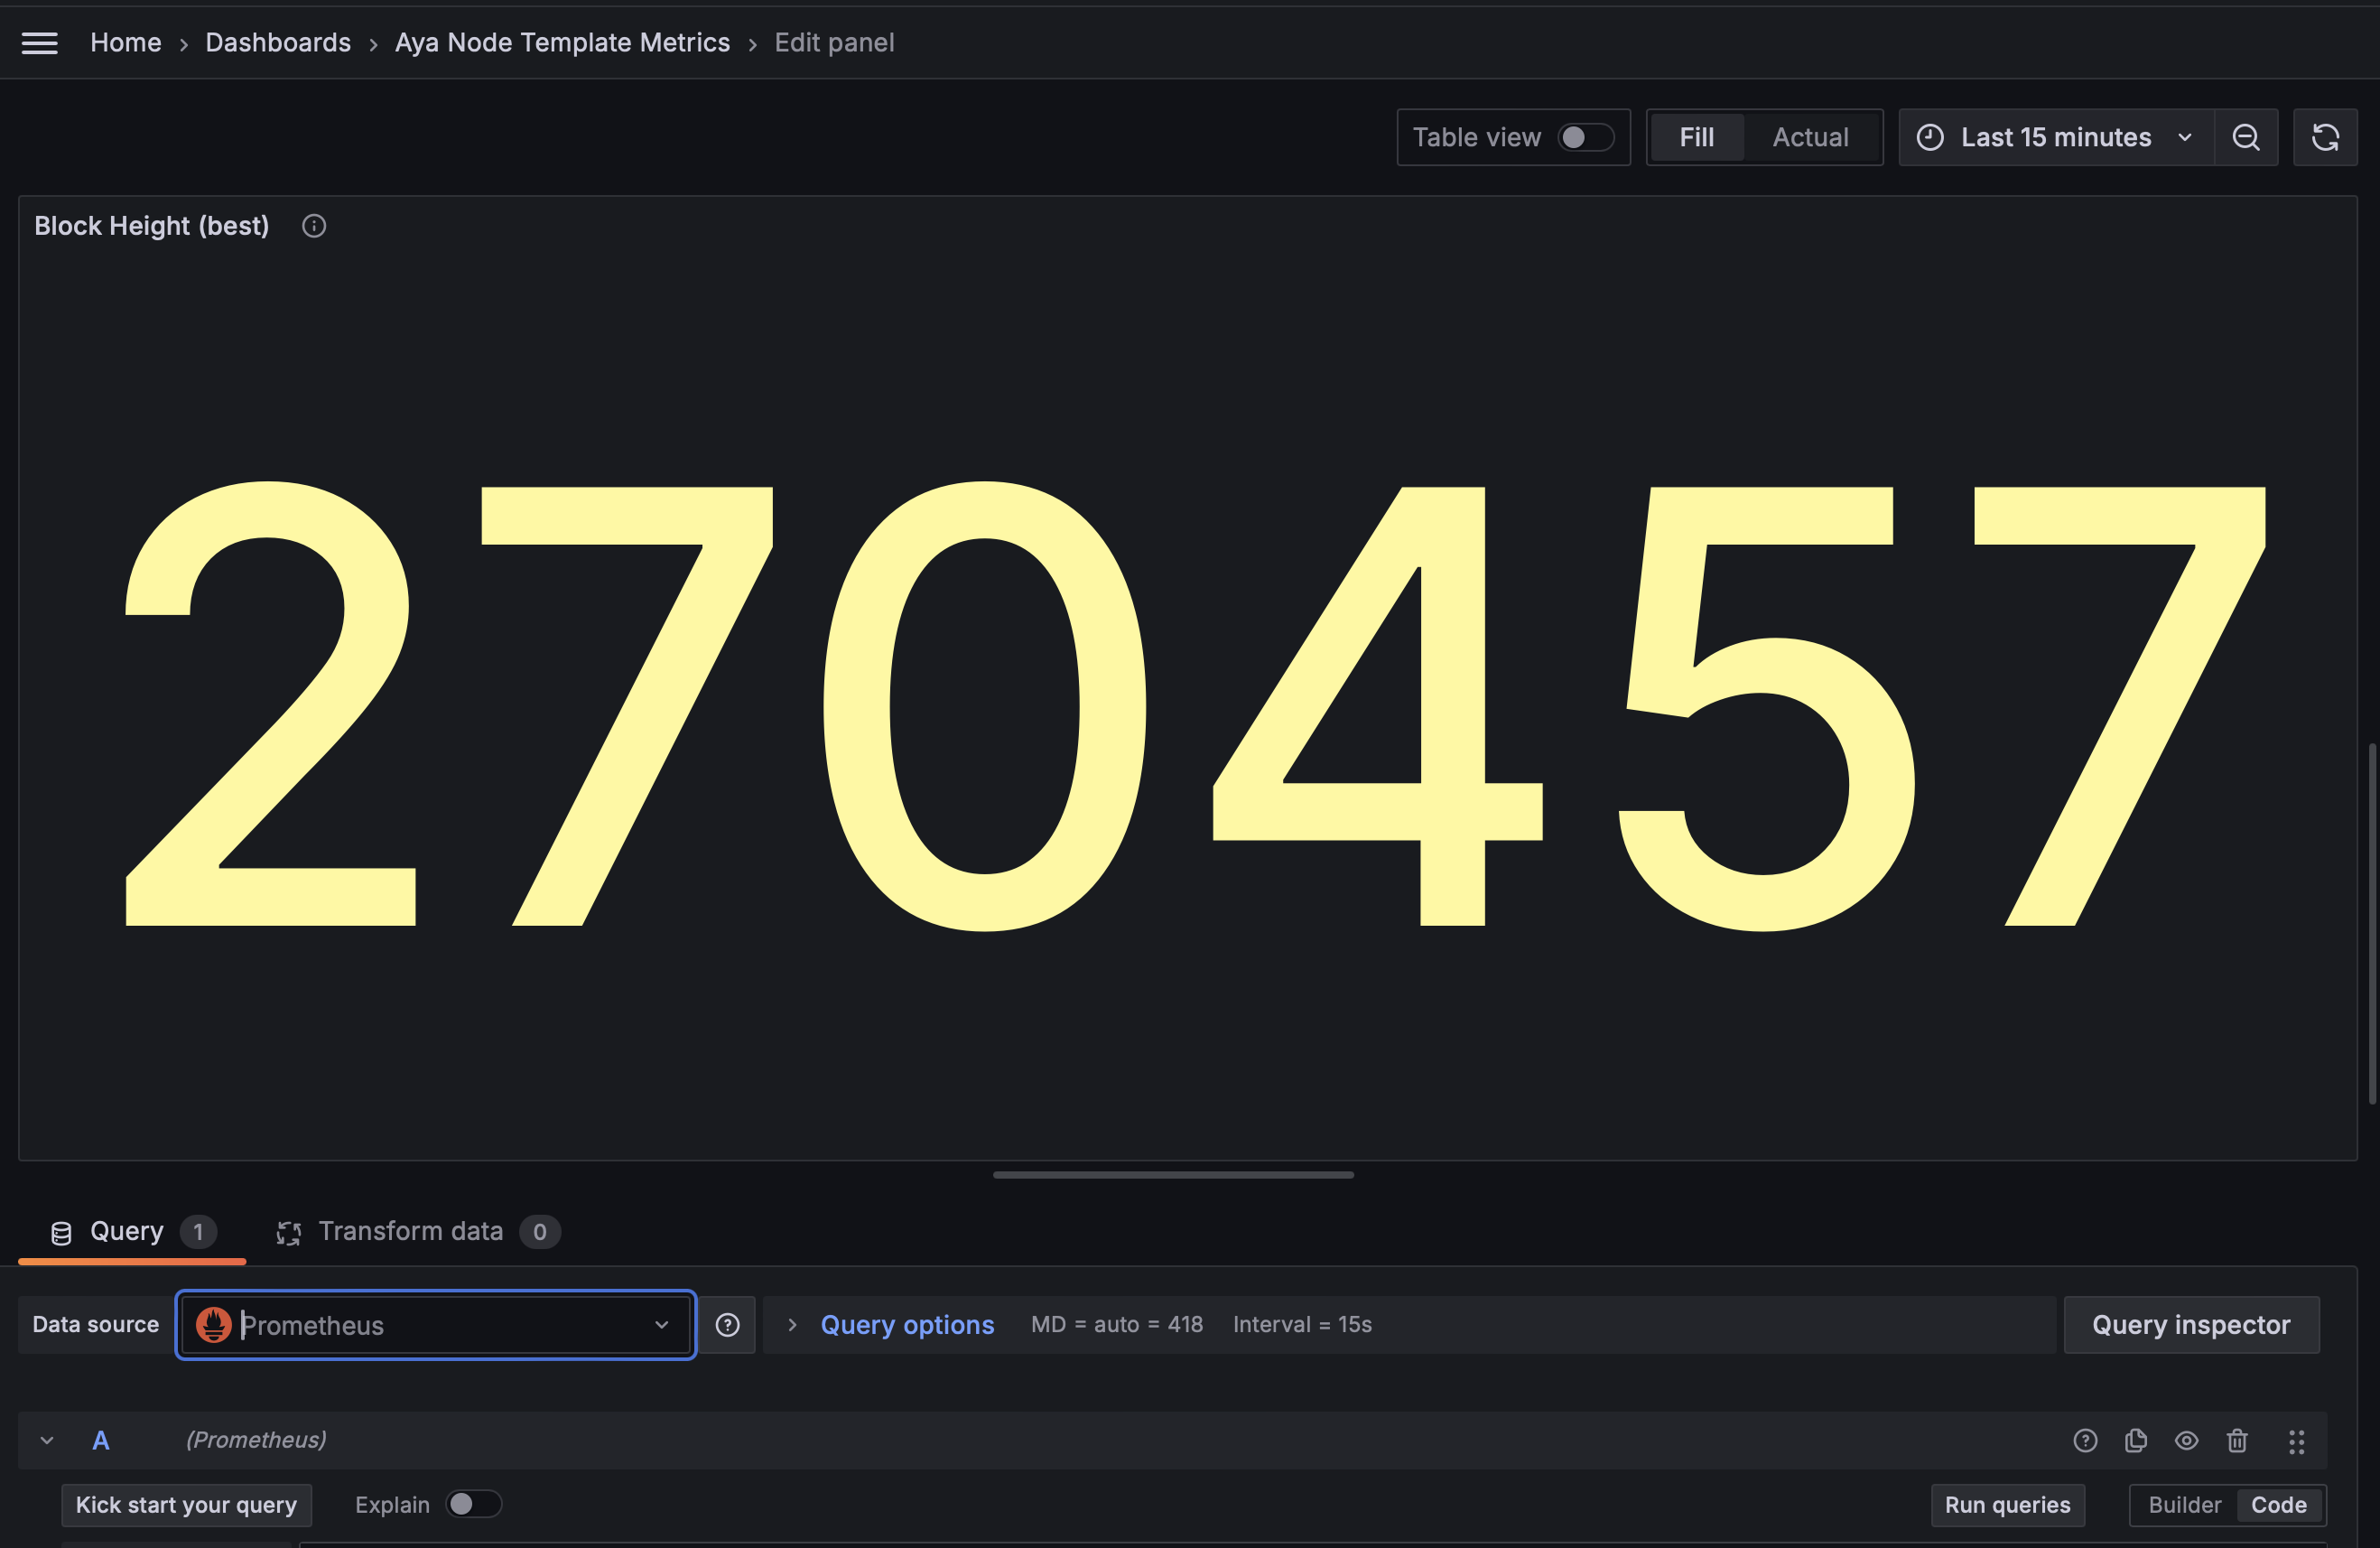 Home › Dashboards › Aya Node Template Metrics › Edit panel
Table view Fill Actual Last 15 minutes
Block Height (best)
270457
Query 1 Transform data 0
Data source Prometheus Query options MD = auto = 418 Interval = 15s Query inspector
A (Prometheus)
Kick start your query Explain Run queries Builder Code